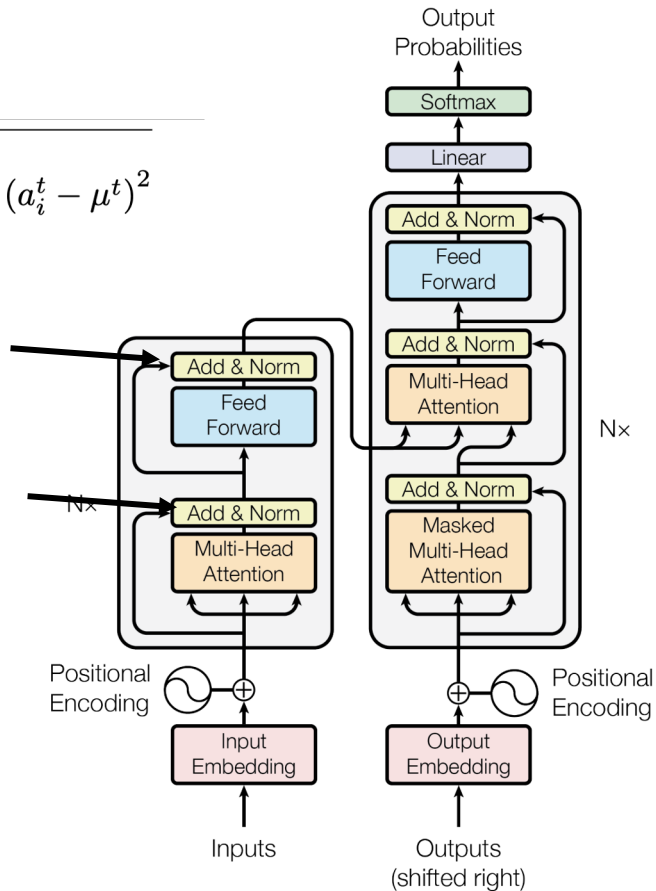 Output
Probabilities
Softmax
Linear
(a_i^t − μ^t)^2
Add & Norm
Feed
Forward
Add & Norm
Multi-Head
Attention
Add & Norm
Masked
Multi-Head
Attention
N×
Add & Norm
Feed
Forward
Add & Norm
Multi-Head
Attention
N×
Positional
Encoding
Positional
Encoding
Input
Embedding
Output
Embedding
Inputs
Outputs
(shifted right)